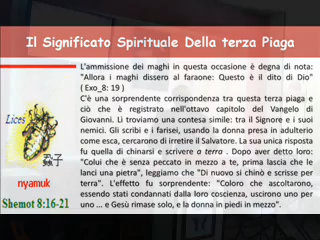 Il Significato Spirituale Della terza Piaga
L'ammissione dei maghi in questa occasione è degna di nota:
"Allora i maghi dissero al faraone: Questo è il dito di Dio"
( Exo_8: 19 )
C'è una sorprendente corrispondenza tra questa terza piaga e
ciò che è registrato nell'ottavo capitolo del Vangelo di
Giovanni. Lì troviamo una contesa simile: tra il Signore e i suoi
nemici. Gli scribi e i farisei, usando la donna presa in adulterio
come esca, cercarono di irretire il Salvatore. La sua unica risposta
fu quella di chinarsi e scrivere a terra . Dopo aver detto loro:
"Colui che è senza peccato in mezzo a te, prima lascia che le
lanci una pietra", leggiamo che "Di nuovo si chinò e scrisse per
terra". L'effetto fu sorprendente: "Coloro che ascoltarono,
essendo stati condannati dalla loro coscienza, uscirono uno per
uno ... e Gesù rimase solo, e la donna in piedi in mezzo".
Lices
虱子
nyamuk
Shemot 8:16-21